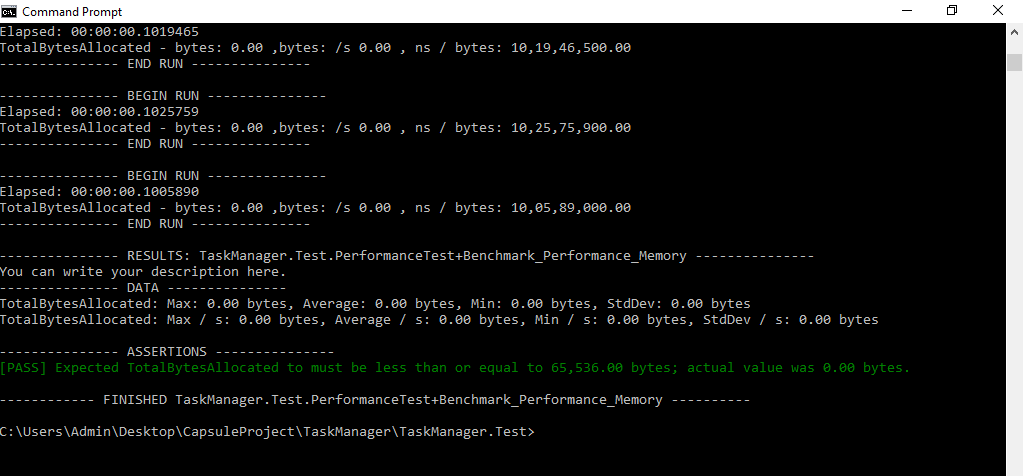 Command Prompt
Elapsed: 00:00:00.1019465
TotalBytesAllocated - bytes: 0.00 ,bytes: /s 0.00 , ns / bytes: 10,19,46,500.00
--------------- END RUN ---------------
--------------- BEGIN RUN ---------------
Elapsed: 00:00:00.1025759
TotalBytesAllocated - bytes: 0.00 ,bytes: /s 0.00 , ns / bytes: 10,25,75,900.00
--------------- END RUN ---------------
--------------- BEGIN RUN ---------------
Elapsed: 00:00:00.1005890
TotalBytesAllocated - bytes: 0.00 ,bytes: /s 0.00 , ns / bytes: 10,05,89,000.00
--------------- END RUN ---------------
--------------- RESULTS: TaskManager.Test.PerformanceTest+Benchmark_Performance_Memory ---------------
You can write your description here.
--------------- DATA ---------------
TotalBytesAllocated: Max: 0.00 bytes, Average: 0.00 bytes, Min: 0.00 bytes, StdDev: 0.00 bytes
TotalBytesAllocated: Max / s: 0.00 bytes, Average / s: 0.00 bytes, Min / s: 0.00 bytes, StdDev / s: 0.00 bytes
--------------- ASSERTIONS ---------------
[PASS] Expected TotalBytesAllocated to must be less than or equal to 65,536.00 bytes; actual value was 0.00 bytes.
------------ FINISHED TaskManager.Test.PerformanceTest+Benchmark_Performance_Memory ----------
C:\Users\Admin\Desktop\CapsuleProject\TaskManager\TaskManager.Test>